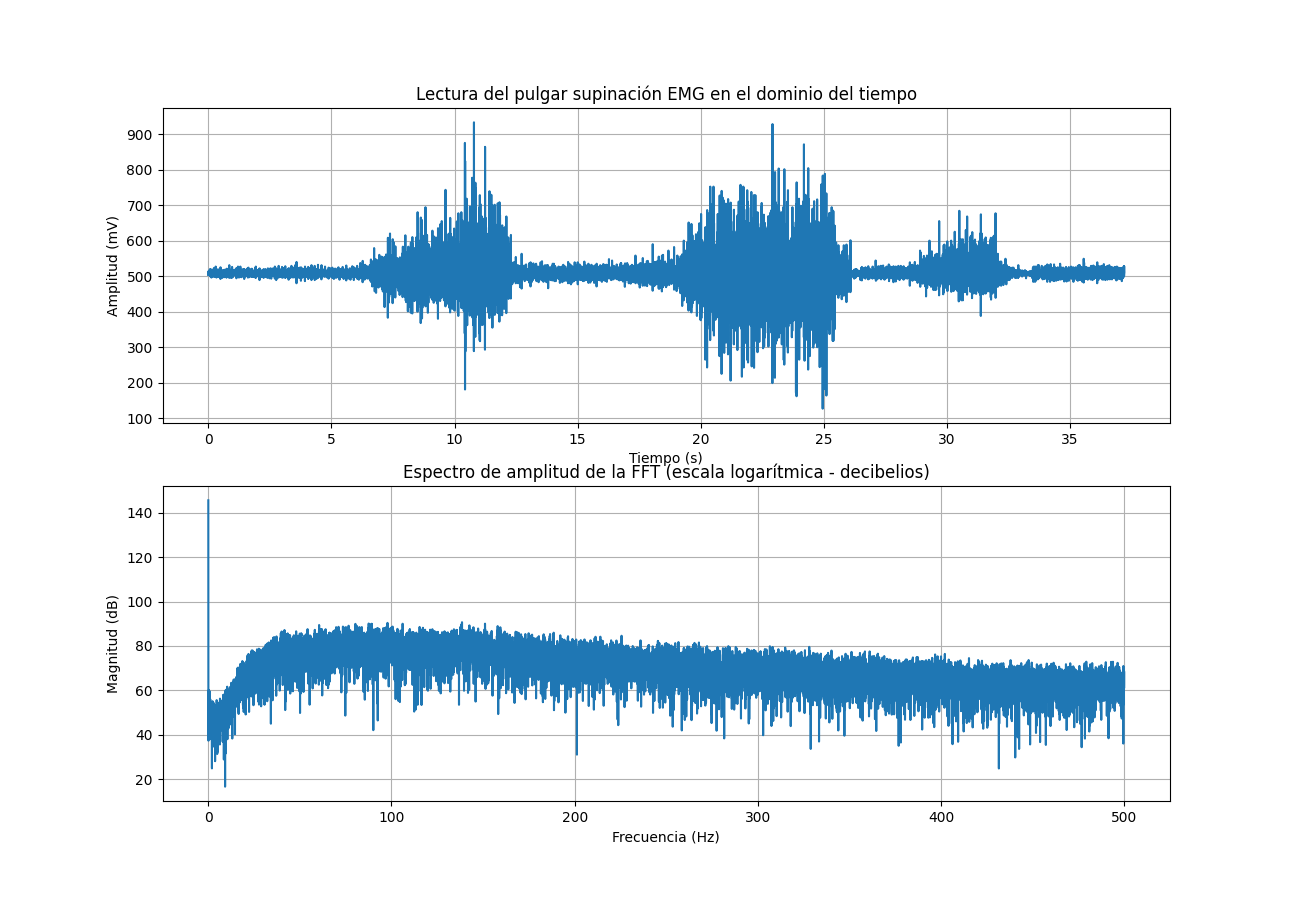 Lectura del pulgar supinación EMG en el dominio del tiempo
900
800
700
600
500
400
300
200
100
Amplitud (mV)
0 5 10 15 20 25 30 35
Tiempo (s)
Espectro de amplitud de la FFT (escala logarítmica - decibelios)
140
120
100
80
60
40
20
Magnitud (dB)
0 100 200 300 400 500
Frecuencia (Hz)